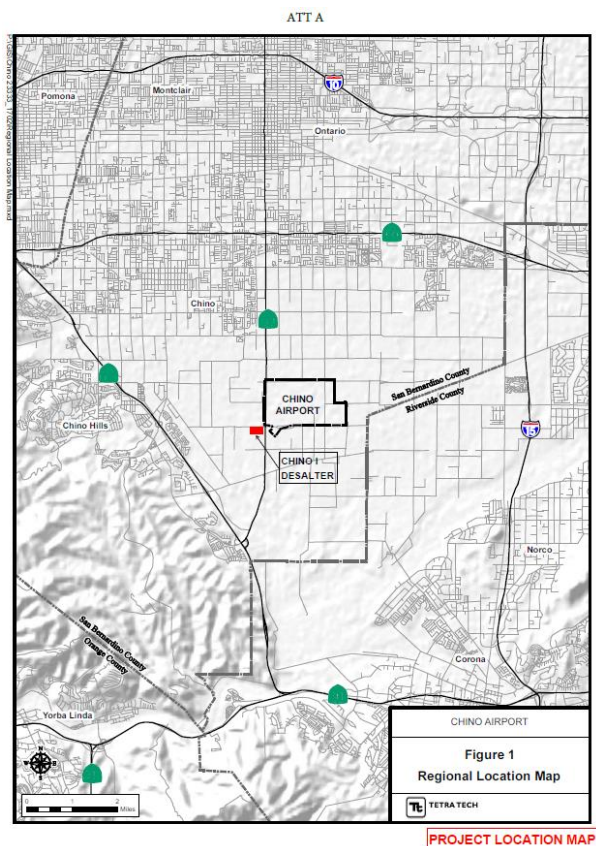 ATT A
Pomona
Montclair
10
Ontario
Chino
CHINO
AIRPORT
San Bernardino County
Riverside County
Chino Hills
CHINO I
DESALTER
15
Norco
San Bernardino County
Orange County
Corona
Yorba Linda
N
0 1 2
Miles
CHINO AIRPORT
Figure 1
Regional Location Map
Tt TETRA TECH
PROJECT LOCATION MAP